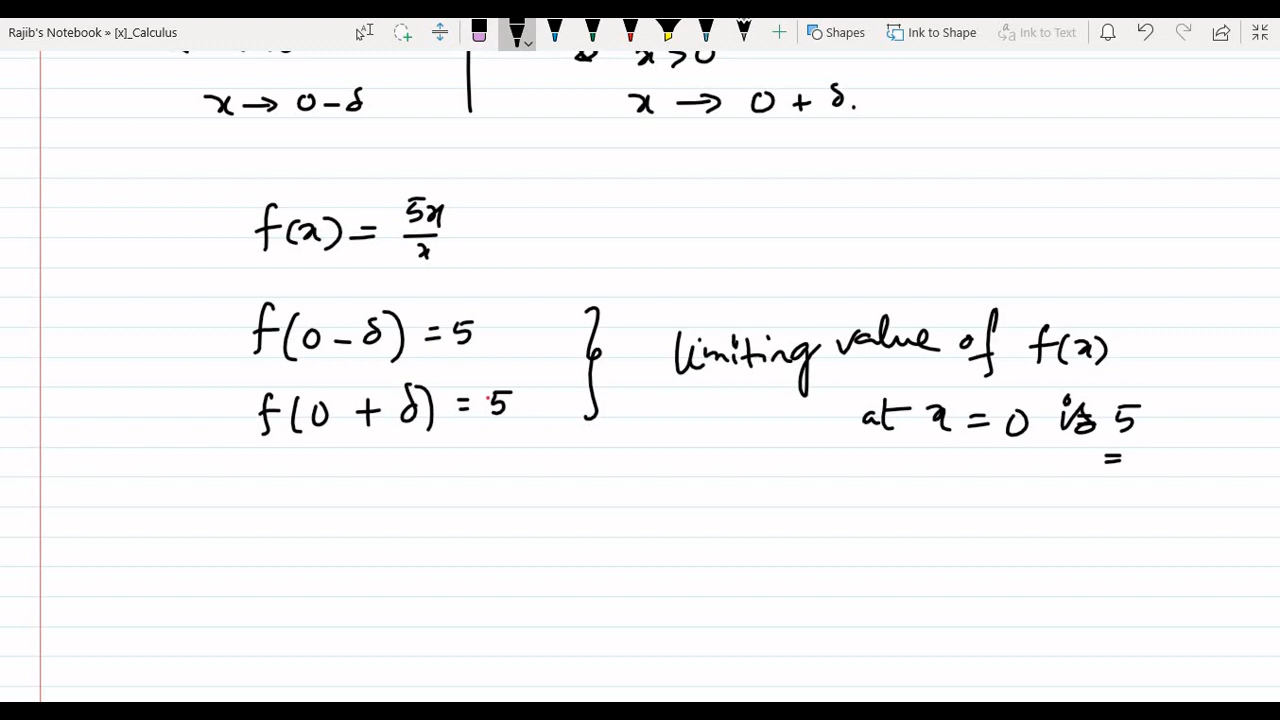 Rajib's Notebook • [x]_Calculus
Shapes
Ink to Shape
Ink to Text
x > 0
x → 0 - δ
x → 0 + δ.
f(x) = 5x/x
f(0 - δ) = 5
f(0 + δ) = 5
limiting value of f(x)
at x = 0 is 5
=